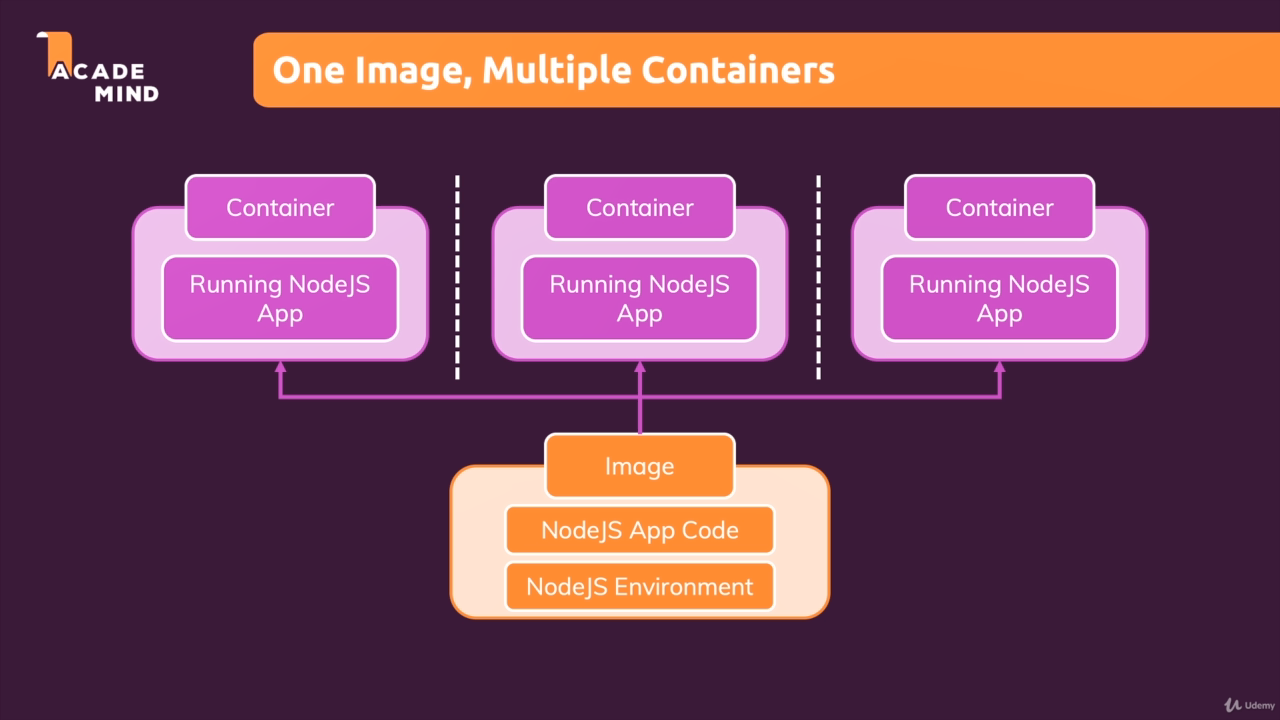 ACADE
MIND
One Image, Multiple Containers
Container
Running NodeJS
App
Container
Running NodeJS
App
Container
Running NodeJS
App
Image
NodeJS App Code
NodeJS Environment
Udemy